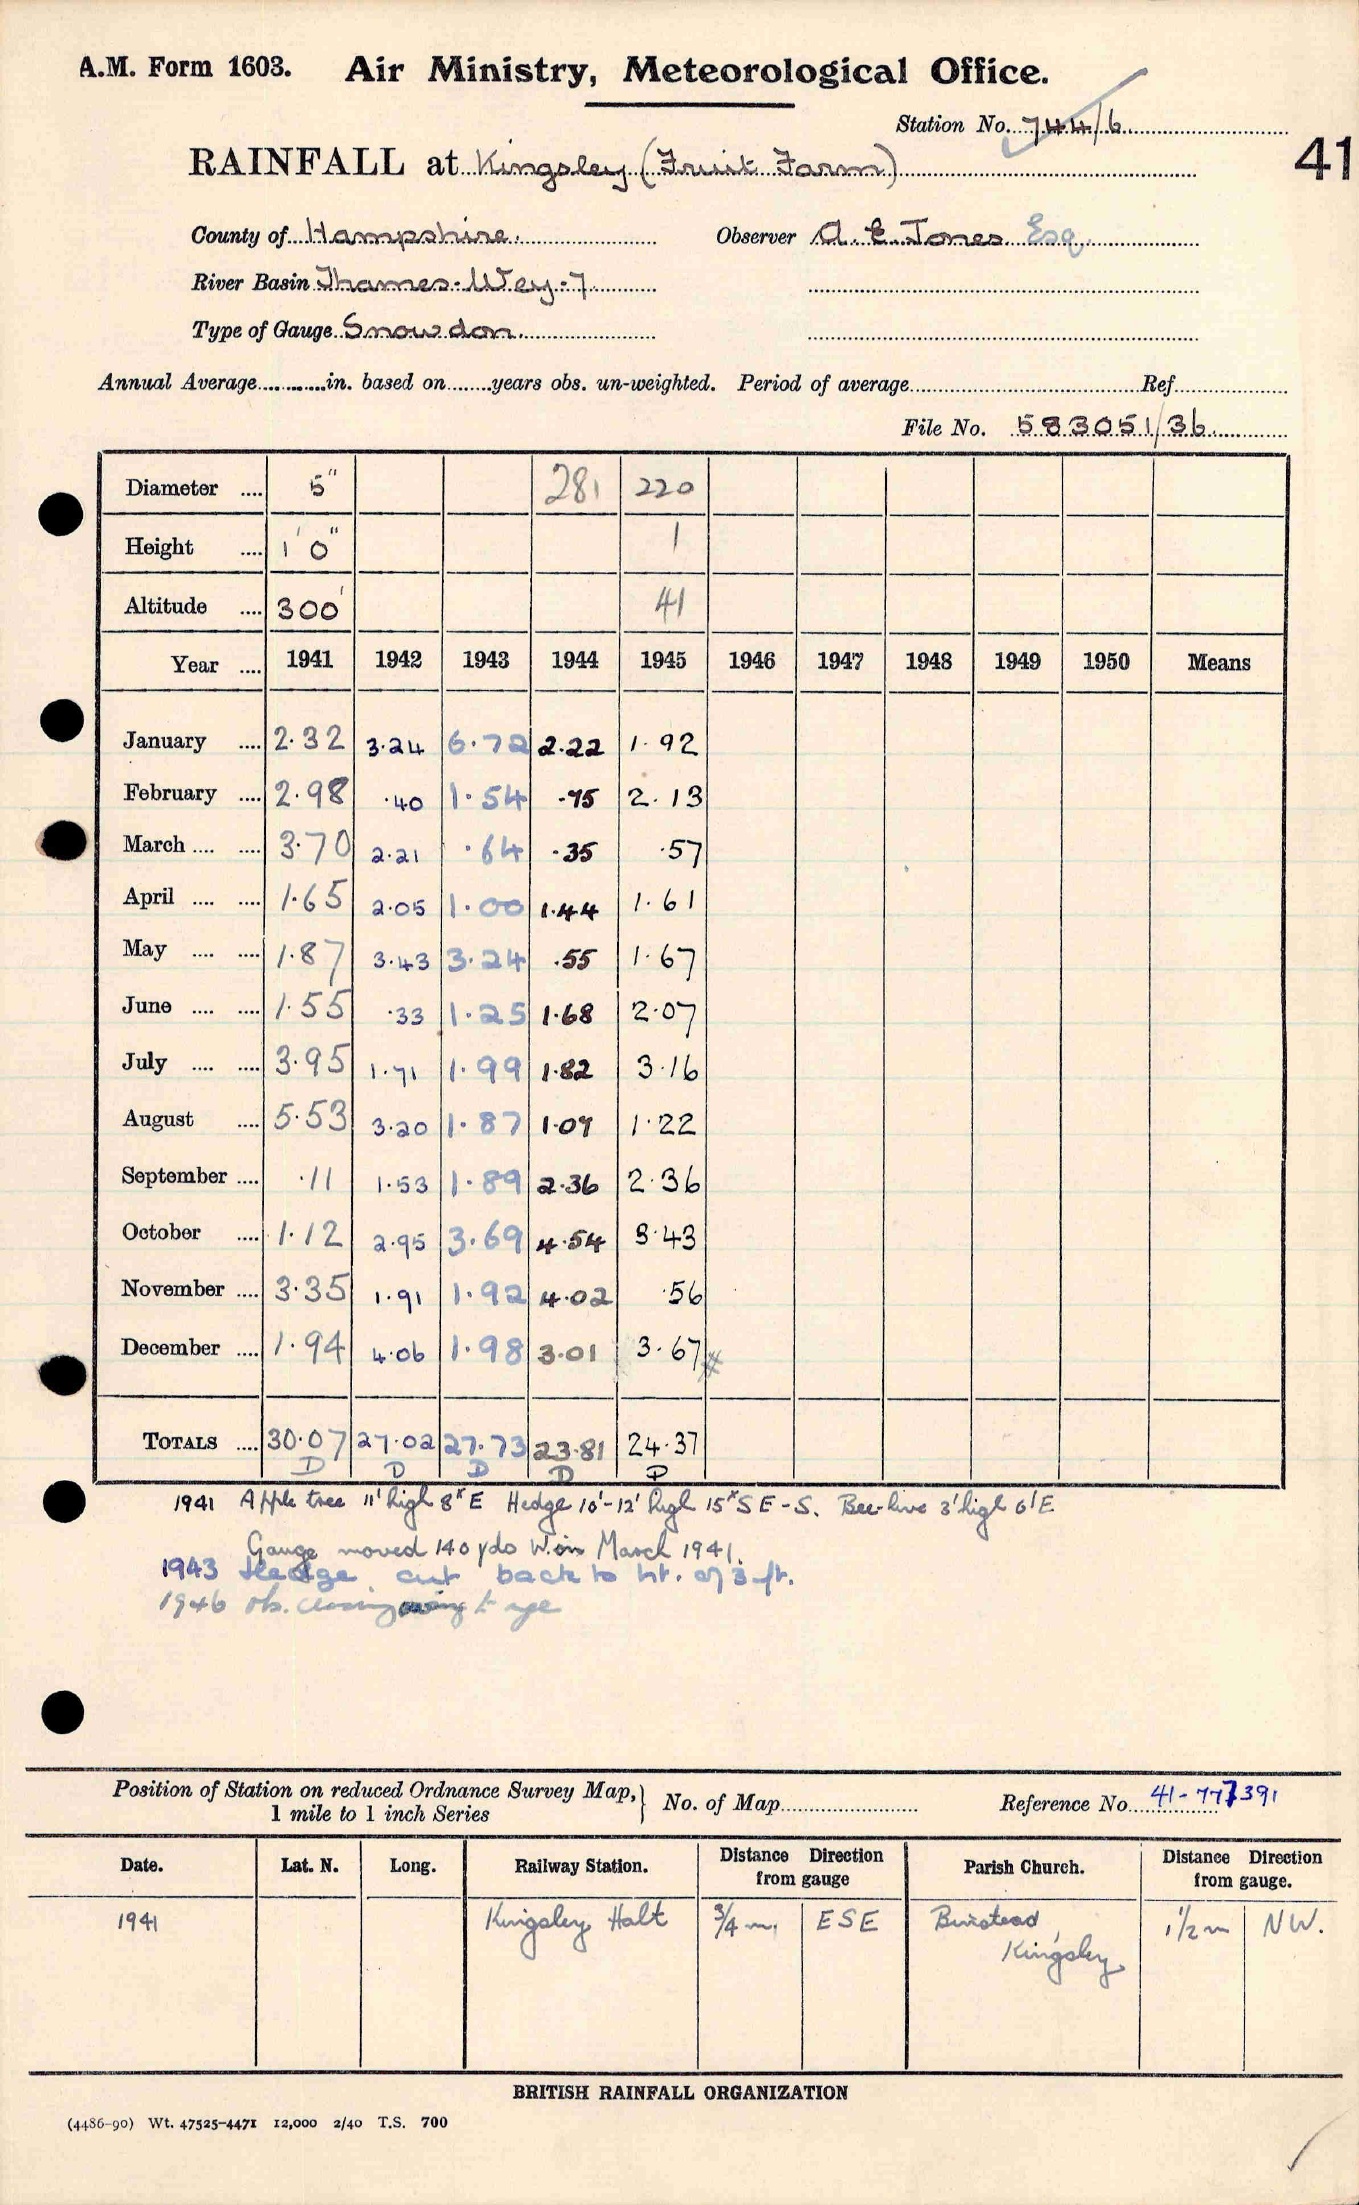 A.M. Form 1603. Air Ministry, Meteorological Office.
Station No. 744/6.
41
RAINFALL at Kingsley (Fruit Farm)
County of Hampshire. Observer A. E. Jones Esq.
River Basin Thames-Wey-7
Type of Gauge Snowdon.
Annual Average in. based on years obs. un-weighted. Period of average Ref
File No. 583051/36.
Diameter .... 5" 281 220
Height .... 1' 0" 1
Altitude .... 300' 41
Year .... 1941 1942 1943 1944 1945 1946 1947 1948 1949 1950 Means
January .... 2.32 3.24 6.72 2.22 1.92
February .... 2.98 .40 1.54 .75 2.13
March .... .... 3.70 2.21 .64 .35 .57
April .... .... 1.65 2.05 1.00 1.44 1.61
May .... .... 1.87 3.43 3.24 .55 1.67
June .... .... 1.55 .33 1.25 1.68 2.07
July .... .... 3.95 1.71 1.99 1.82 3.16
August .... 5.53 3.20 1.87 1.07 1.22
September .... .11 1.53 1.89 2.36 2.36
October .... 1.12 2.95 3.69 4.54 3.43
November .... 3.35 1.91 1.92 4.02 .56
December .... 1.94 4.06 1.98 3.01 3.67
TOTALS .... 30.07 27.02 27.73 23.81 24.37
D D D D D
1941 Apple tree 11' high 8x E Hedge 10'-12' high 15x SE-S. Bee-hive 3' high 6' E
Gauge moved 140 yds W. in March 1941.
1943 Hedge cut back to ht. of 3 ft.
1946 ob. closing owing to age
Position of Station on reduced Ordnance Survey Map,
1 mile to 1 inch Series
No. of Map Reference No. 41-777391
Date. Lat. N. Long. Railway Station. Distance from gauge Direction Parish Church. Distance from gauge. Direction
1941 Kingsley Halt 3/4 m. ESE Binstead, 1 1/2 m NW.
Kingsley
BRITISH RAINFALL ORGANIZATION
(4486-90) Wt. 47525-4471 12,000 2/40 T.S. 700